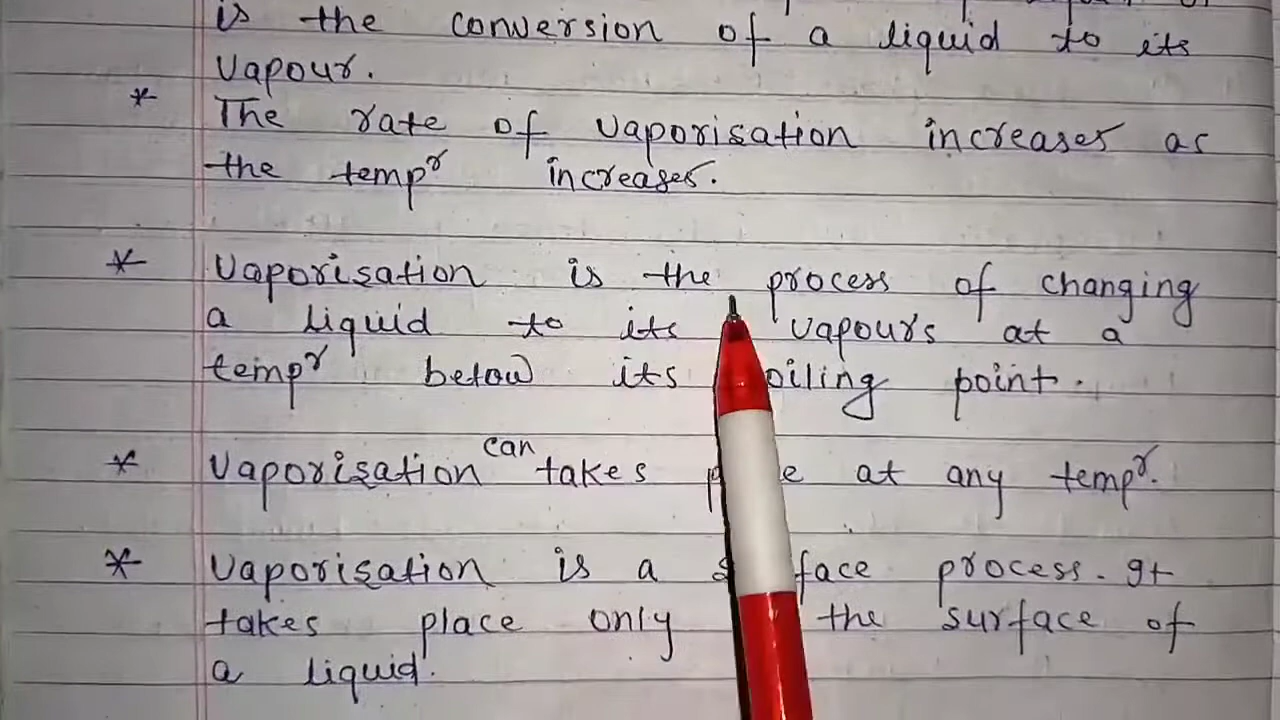 is the conversion of a liquid to its
vapour.
* The rate of vaporisation increases as
the tempr increases.
* Vaporisation is the process of changing
a liquid to its vapours at a
tempr below its oiling point.
* Vaporisation can takes at any tempr.
* Vaporisation is a face process. It
takes place only the surface of
a liquid.